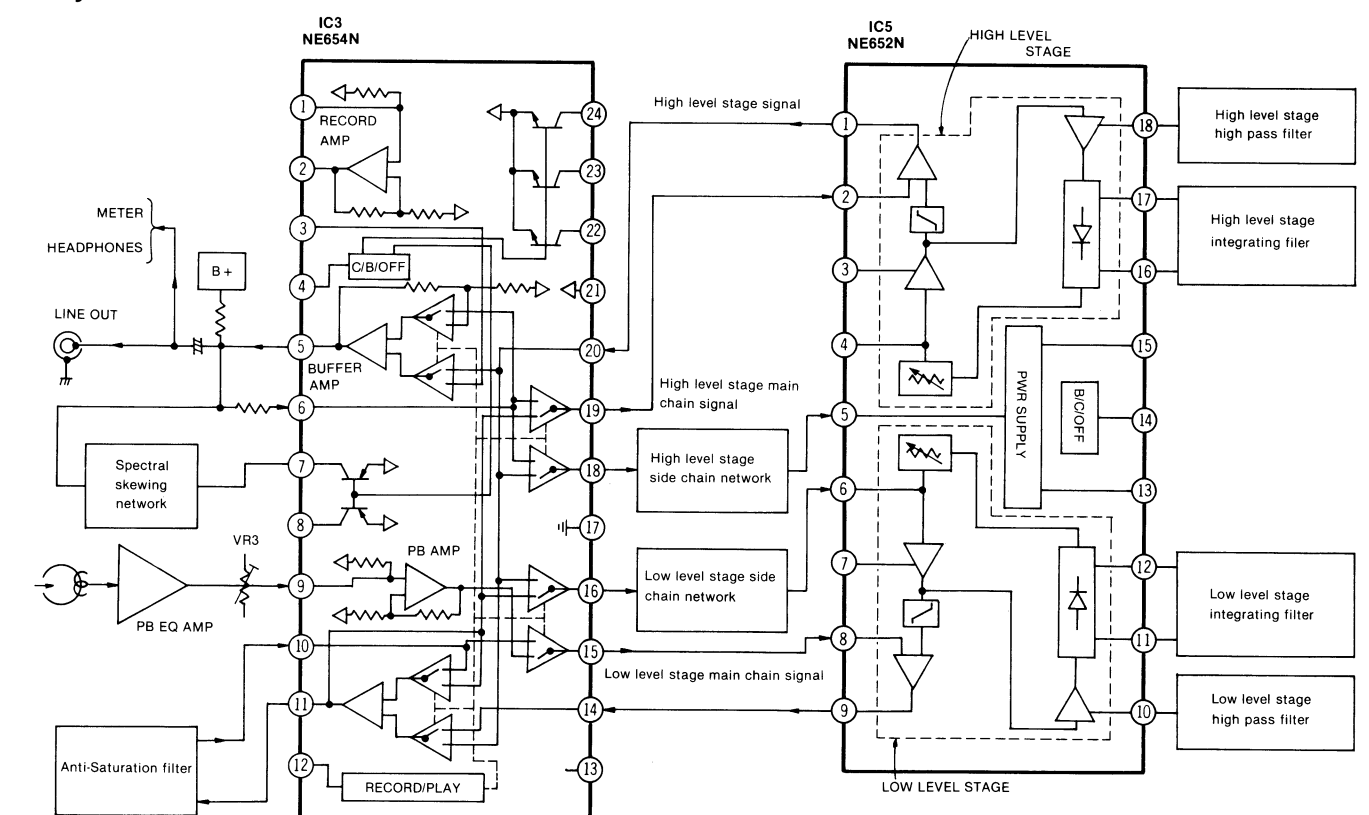 IC3
NE654N
IC5
NE652N
HIGH LEVEL
STAGE
1
RECORD
AMP
2
3
C/B/OFF
4
5
BUFFER
AMP
6
7
8
9
PB AMP
10
11
12
RECORD/PLAY
24
23
22
21
20
19
18
17
16
15
14
13
METER
HEADPHONES
B+
LINE OUT
Spectral
skewing
network
VR3
PB EQ AMP
Anti-Saturation filter
High level stage signal
High level stage main
chain signal
High level stage
side chain network
Low level stage side
chain network
Low level stage main chain signal
1
2
3
4
5
6
7
8
9
PWR SUPPLY
B/C/OFF
18
17
16
15
14
13
12
11
10
High level stage
high pass filter
High level stage
integrating filer
Low level stage
integrating filter
Low level stage
high pass filter
LOW LEVEL STAGE